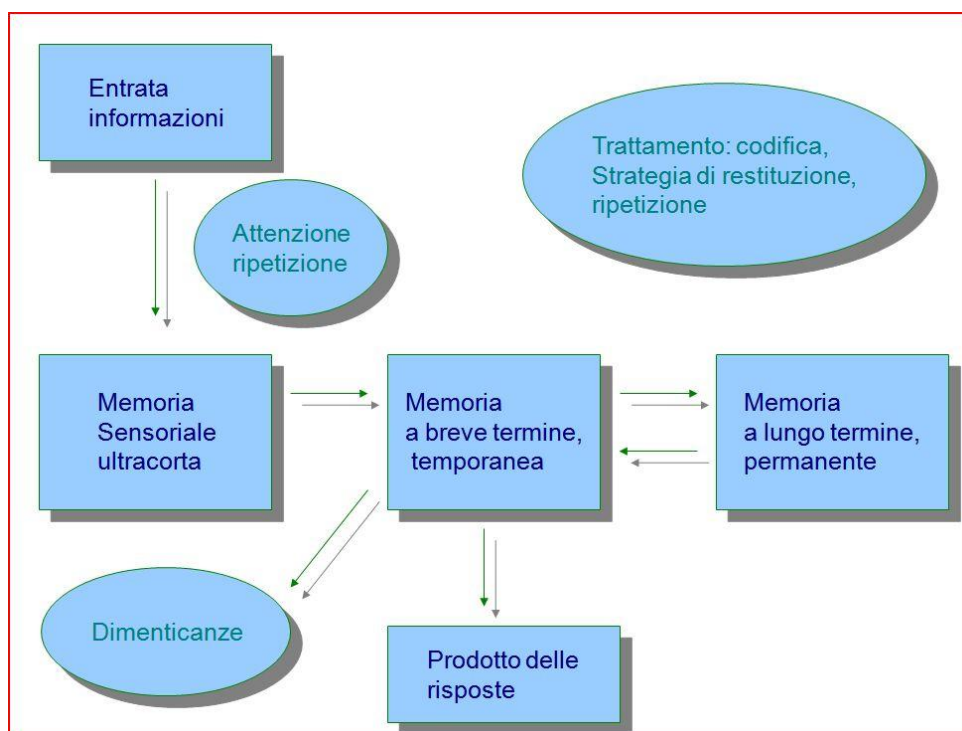 Entrata
informazioni
Trattamento: codifica,
Strategia di restituzione,
ripetizione
Attenzione
ripetizione
Memoria
Sensoriale
ultracorta
Memoria
a breve termine,
temporanea
Memoria
a lungo termine,
permanente
Dimenticanze
Prodotto delle
risposte